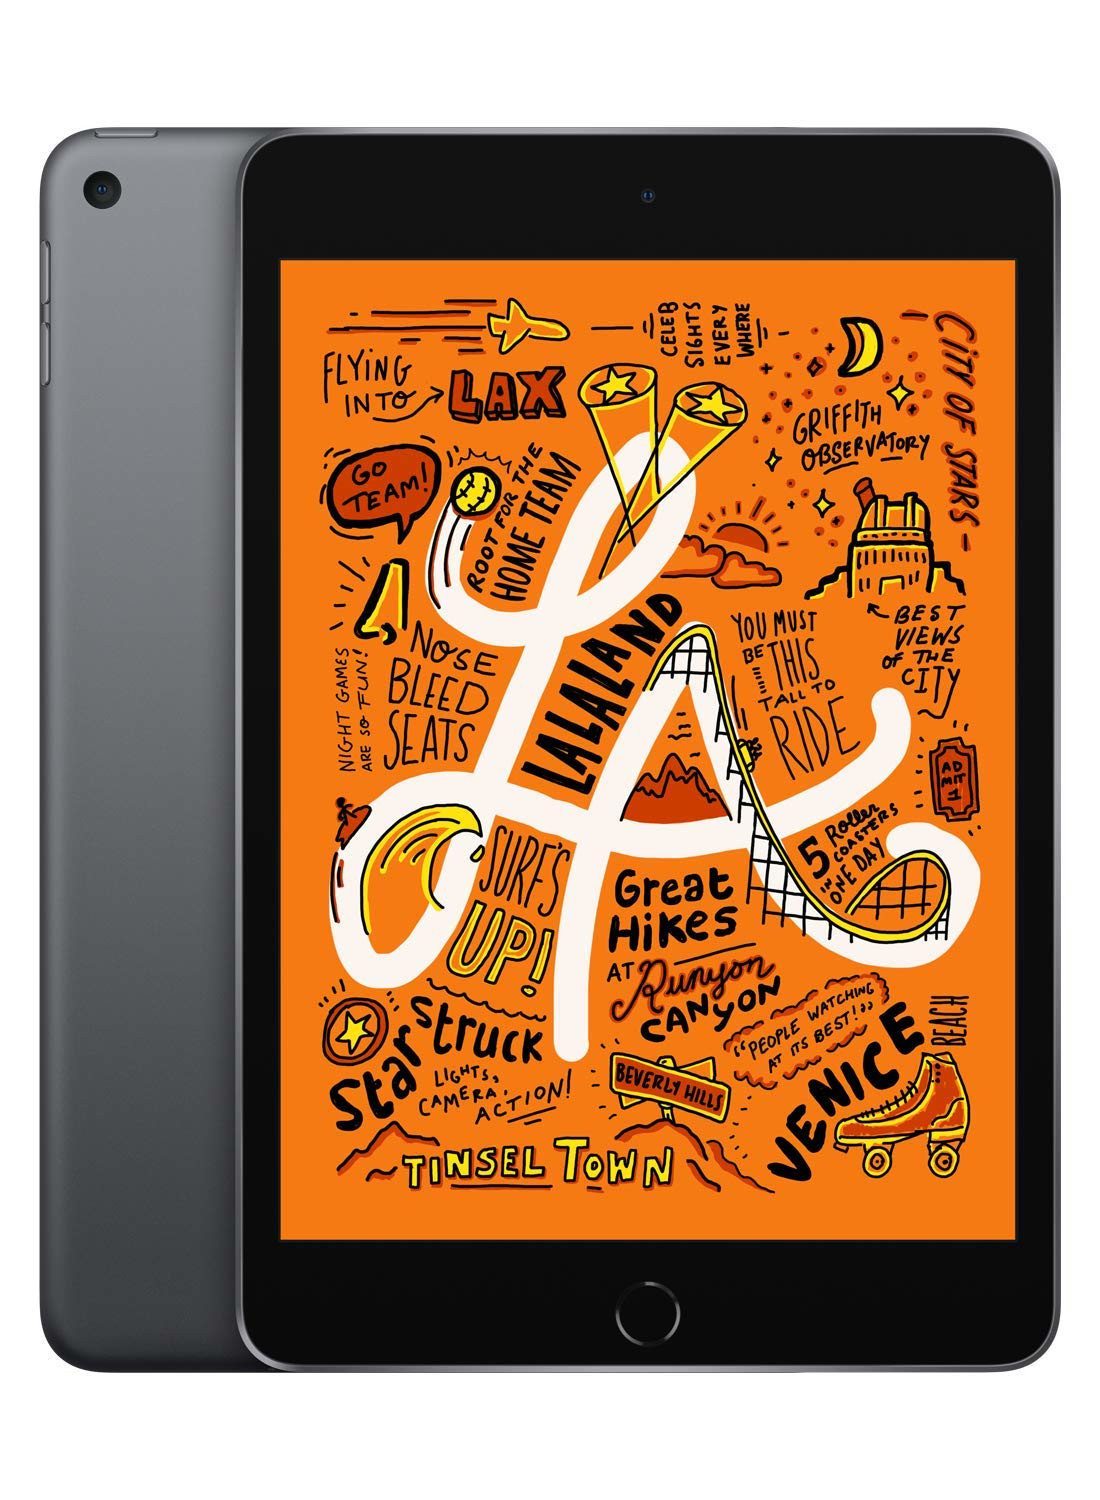 FLYING
INTO
LAX
CELEB
SIGHTS
EVERY
WHERE
CITY OF STARS
GRIFFITH
OBSERVATORY
GO
TEAM!
ROOT FOR THE
HOME TEAM
NOSE
BLEED
SEATS
NIGHT GAMES
ARE SO FUN!
LALALAND
YOU MUST
BE THIS
TALL TO
RIDE
BEST
VIEWS
OF THE
CITY
AD
MIT
1
5 ROLLER
COASTERS
IN ONE DAY
SURF'S
UP!
GREAT
HIKES
AT Runyon
CANYON
LA
Star Struck
LIGHTS,
CAMERA,
ACTION!
BEVERLY HILLS
"PEOPLE WATCHING
AT ITS BEST!"
VENICE
BEACH
TINSEL TOWN